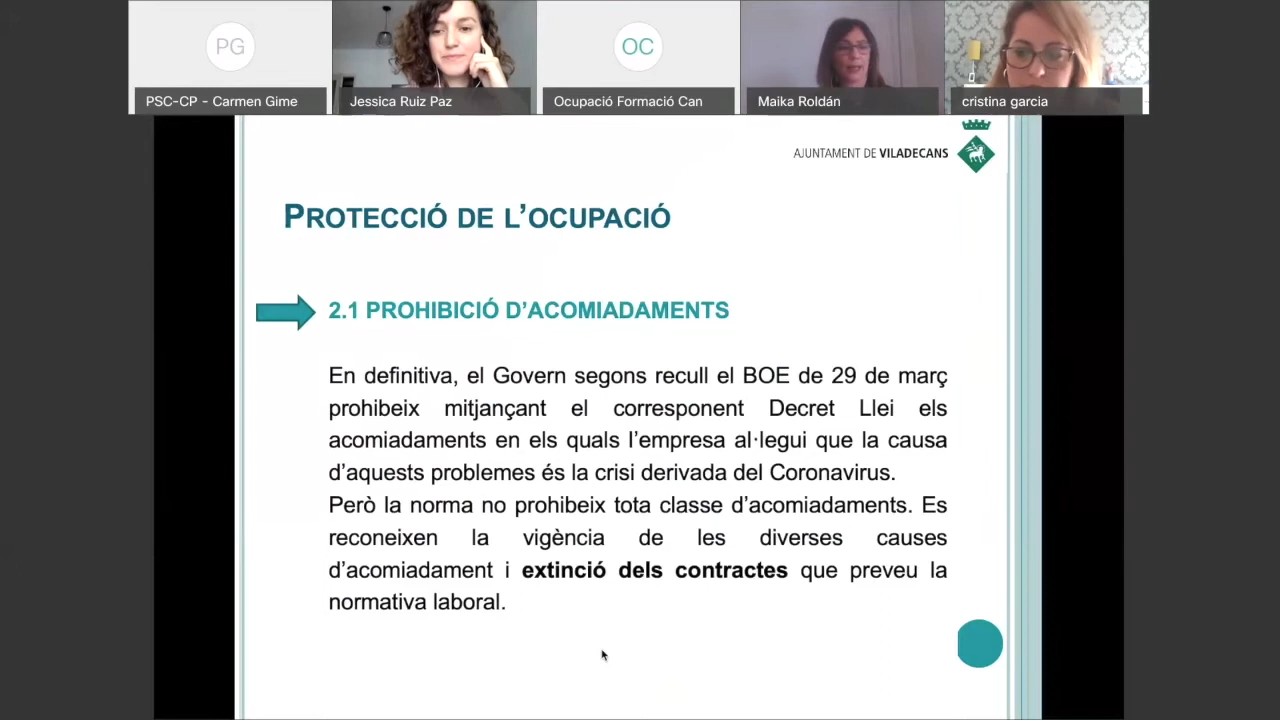 PG
OC
PSC-CP - Carmen Gime
Jessica Ruiz Paz
Ocupació Formació Can
Maika Roldán
cristina garcia
AJUNTAMENT DE VILADECANS
PROTECCIÓ DE L’OCUPACIÓ
2.1 PROHIBICIÓ D’ACOMIADAMENTS
En definitiva, el Govern segons recull el BOE de 29 de març
prohibeix mitjançant el corresponent Decret Llei els
acomiadaments en els quals l’empresa al·legui que la causa
d’aquests problemes és la crisi derivada del Coronavirus.
Però la norma no prohibeix tota classe d’acomiadaments. Es
reconeixen la vigència de les diverses causes
d’acomiadament i extinció dels contractes que preveu la
normativa laboral.